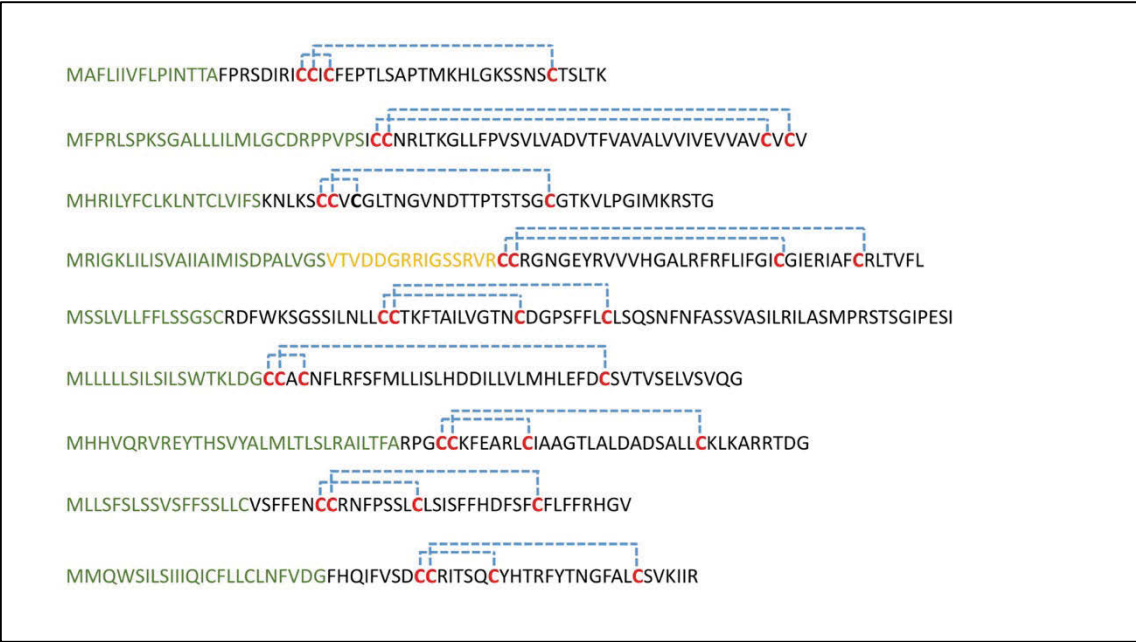 MAFLIIVFLPINTTAFPRSDIRICCICFEPTLSAPTMKHLGKSSNSCTSLTK
MFPRLSPKSGALLLILMLGCDRPPVPSICCNRLTKGLLFPVSVLVADVTFVAVALVVIVEVVAVCVCV
MHRILYFCLKLNTCLVIFSKNLKSCCVCGLTNGVNDTTPTSTSGCGTKVLPGIMKRSTG
MRIGKLILISVAIIAIMISDPALVGSVTVDDGRRIGSSRVRCCRGNGEYRVVVHGALRFRFLIFGICGIERIAFCRLTVFL
MSSLVLLFFLSSGSCRDFWKSGSSILNLLCCTKFTAILVGTNCDGPSFFLCLSQSNFNFASSVASILRILASMPRSTSGIPESI
MLLLLLSILSILSWTKLDGCCACNFLRFSFMLLISLHDDILLVLMHLEFDCSVTVSELVSVQG
MHHVQRVREYTHSVYALMLTLSLRAILTFARPGCCKFEARLCIAAGTLALDADSALLCKLKARRTDG
MLLSFSLSSVSFFSSLLCVSFFENCCRNFPSSLCLSISFFHDFSFCFLFFRHGV
MMQWSILSIIIQICFLLCLNFVDGFHQIFVSDCCRITSQCYHTRFYTNGFALCSVKIIR